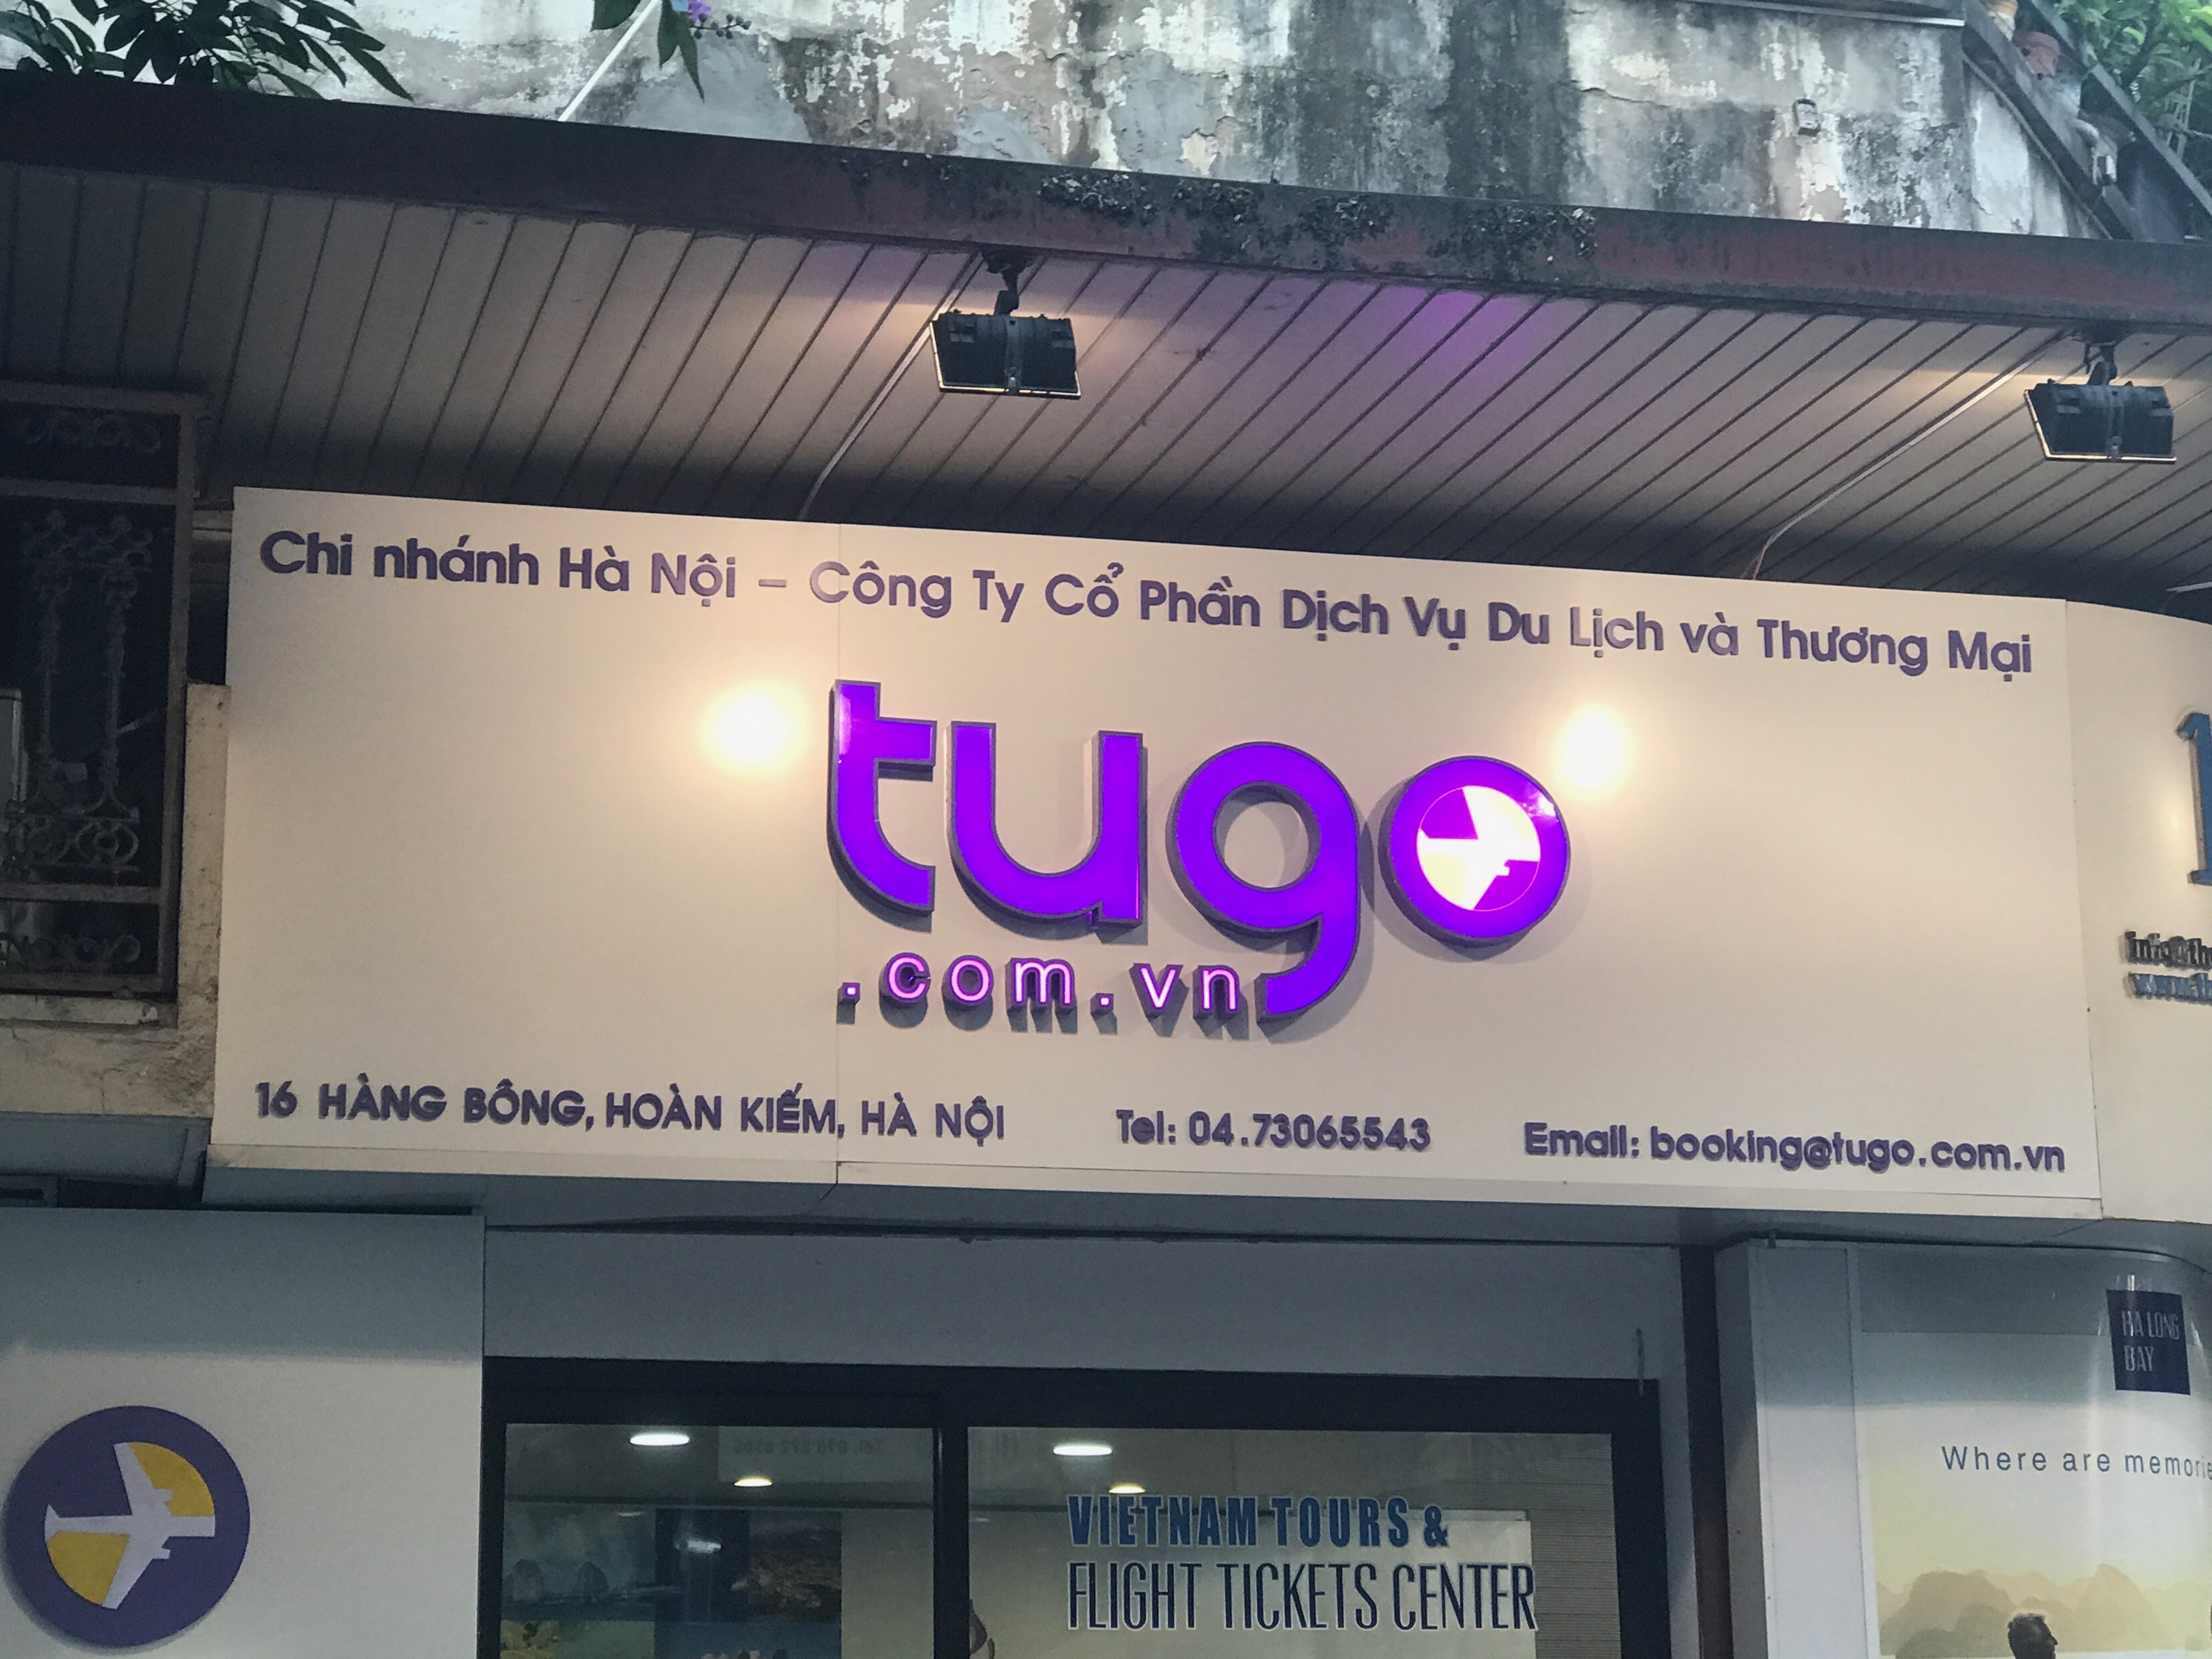 Chi nhánh Hà Nội – Công Ty Cổ Phần Dịch Vụ Du Lịch và Thương Mại
tugo
.com.vn
16 HÀNG BÔNG, HOÀN KIẾM, HÀ NỘI
Tel: 04.73065543
Email: booking@tugo.com.vn
HA LONG
BAY
Where are
VIETNAM TOURS &
FLIGHT TICKETS CENTER